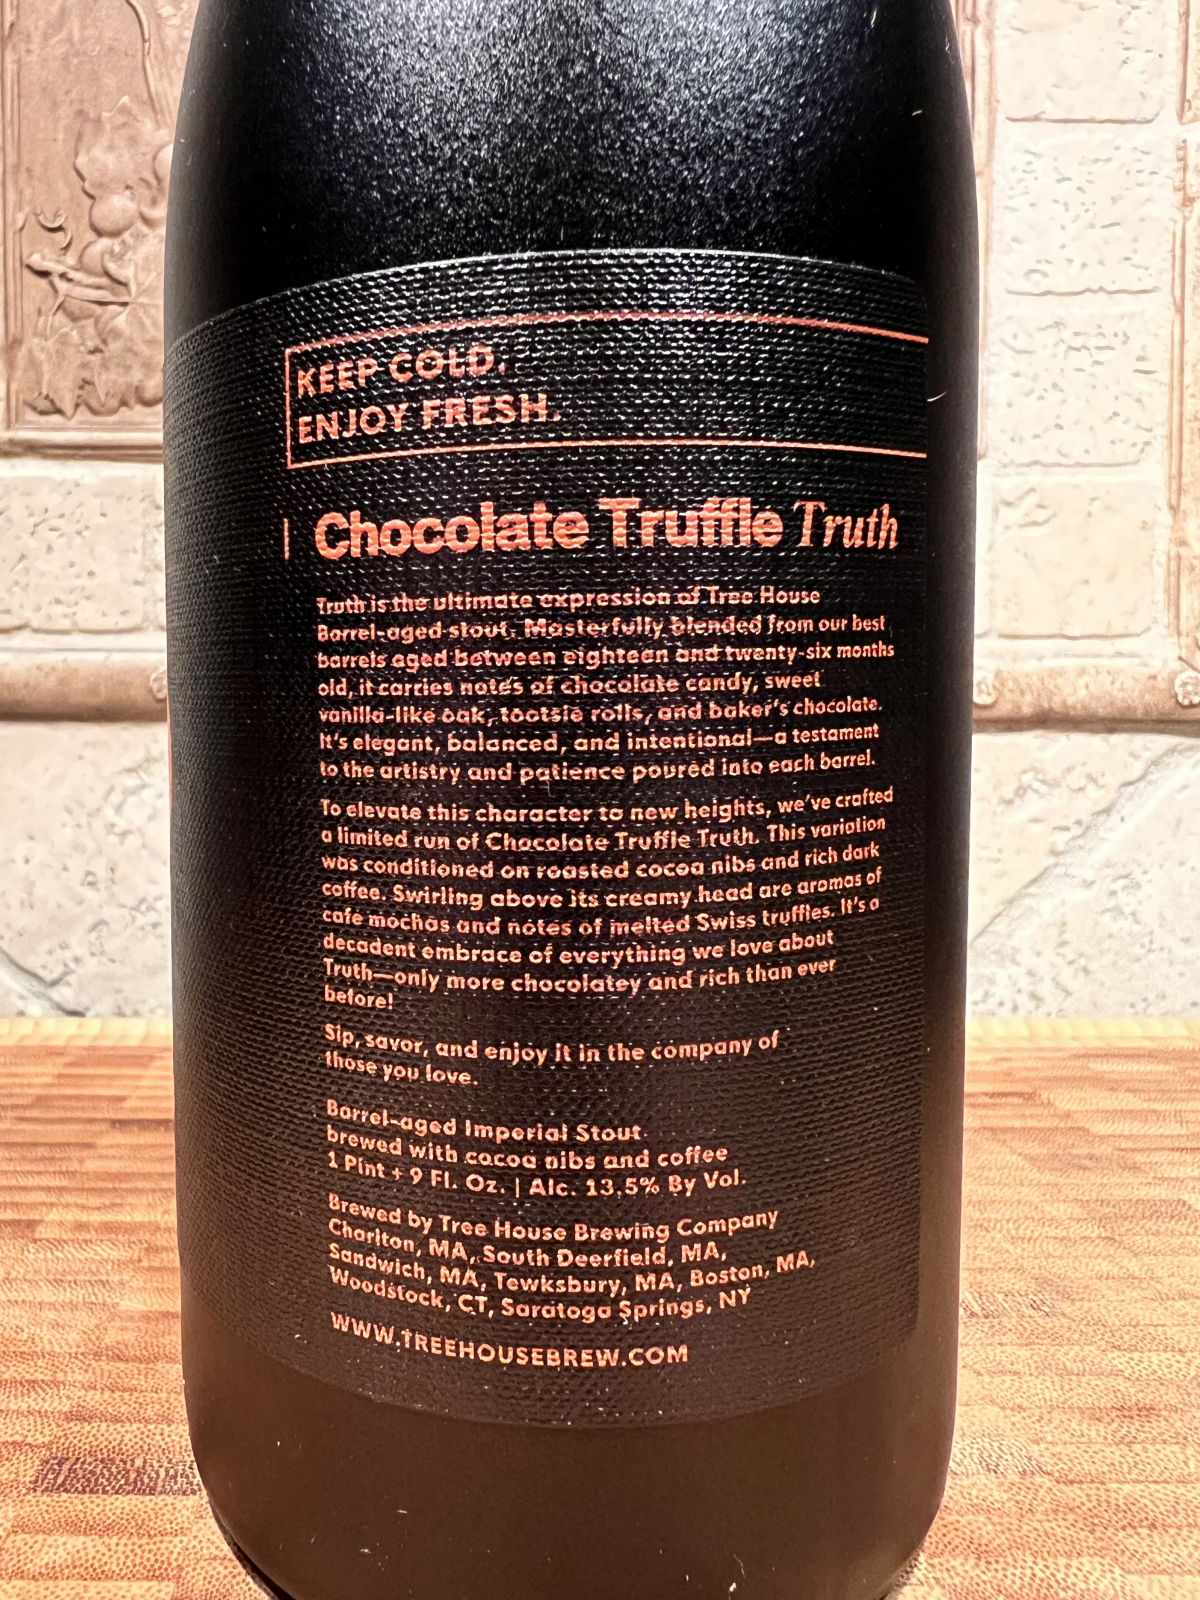 KEEP COLD.
ENJOY FRESH.
Chocolate Truffle Truth
Truth is the ultimate expression of Tree House
Barrel-aged stout. Masterfully blended from our best
barrels aged between eighteen and twenty-six months
old, it carries notes of chocolate candy, sweet
vanilla-like oak, tootsie rolls, and baker's chocolate.
It's elegant, balanced, and intentional—a testament
to the artistry and patience poured into each barrel.
To elevate this character to new heights, we've crafted
a limited run of Chocolate Truffle Truth. This variation
was conditioned on roasted cocoa nibs and rich dark
coffee. Swirling above its creamy head are aromas of
café mochas and notes of melted Swiss truffles. It's a
decadent embrace of everything we love about
Truth—only more chocolatey and rich than ever
before!
Sip, savor, and enjoy it in the company of
those you love.
Barrel-aged Imperial Stout
brewed with cocoa nibs and coffee
1 Pint + 9 Fl. Oz. | Alc. 13.5% By Vol.
Brewed by Tree House Brewing Company
Charlton, MA, South Deerfield, MA,
Sandwich, MA, Tewksbury, MA, Boston, MA,
Woodstock, CT, Saratoga Springs, NY
WWW.TREEHOUSEBREW.COM